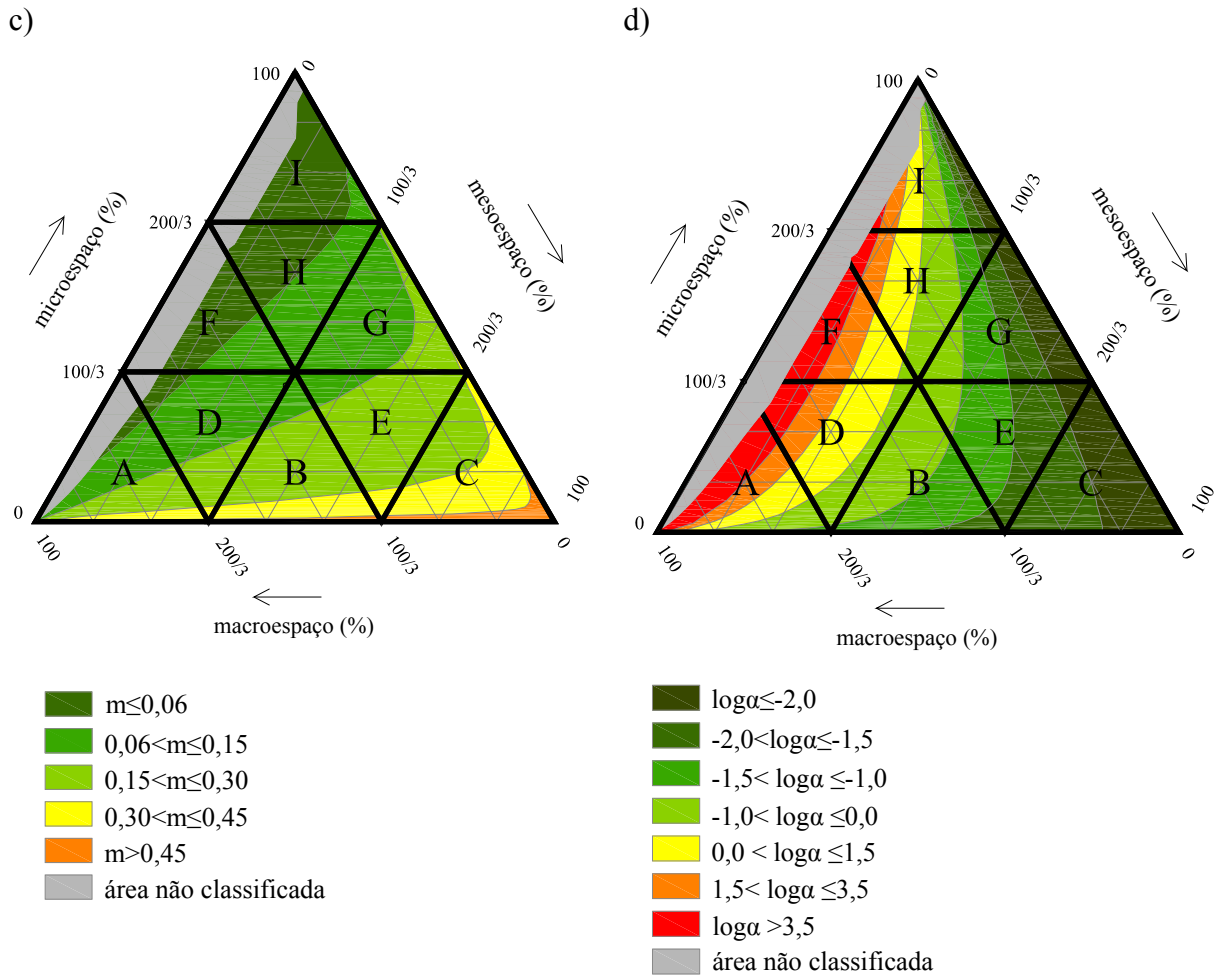 c)
100
0
I
100/3
200/3
microespaço (%)
mesoespaço (%)
H
F
G
200/3
100/3
D
E
A
B
C
0
100
100
200/3
100/3
0
macroespaço (%)
m≤0,06
0,06<m≤0,15
0,15<m≤0,30
0,30<m≤0,45
m>0,45
área não classificada
d)
100
0
I
100/3
200/3
microespaço (%)
mesoespaço (%)
H
F
G
200/3
100/3
D
E
A
B
C
0
100
100
200/3
100/3
0
macroespaço (%)
logα≤-2,0
-2,0<logα≤-1,5
-1,5< logα ≤-1,0
-1,0< logα ≤0,0
0,0 < logα ≤1,5
1,5< logα ≤3,5
logα >3,5
área não classificada